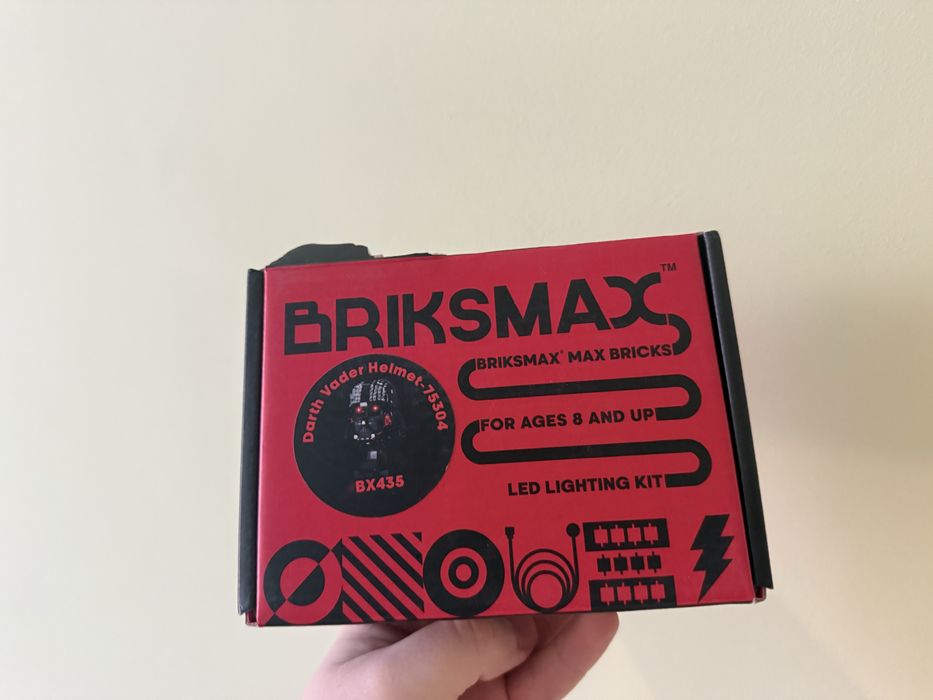 BRIKSMAX™
BRIKSMAX® MAX BRICKS
Darth Vader Helmet-75304
FOR AGES 8 AND UP
BX435
LED LIGHTING KIT